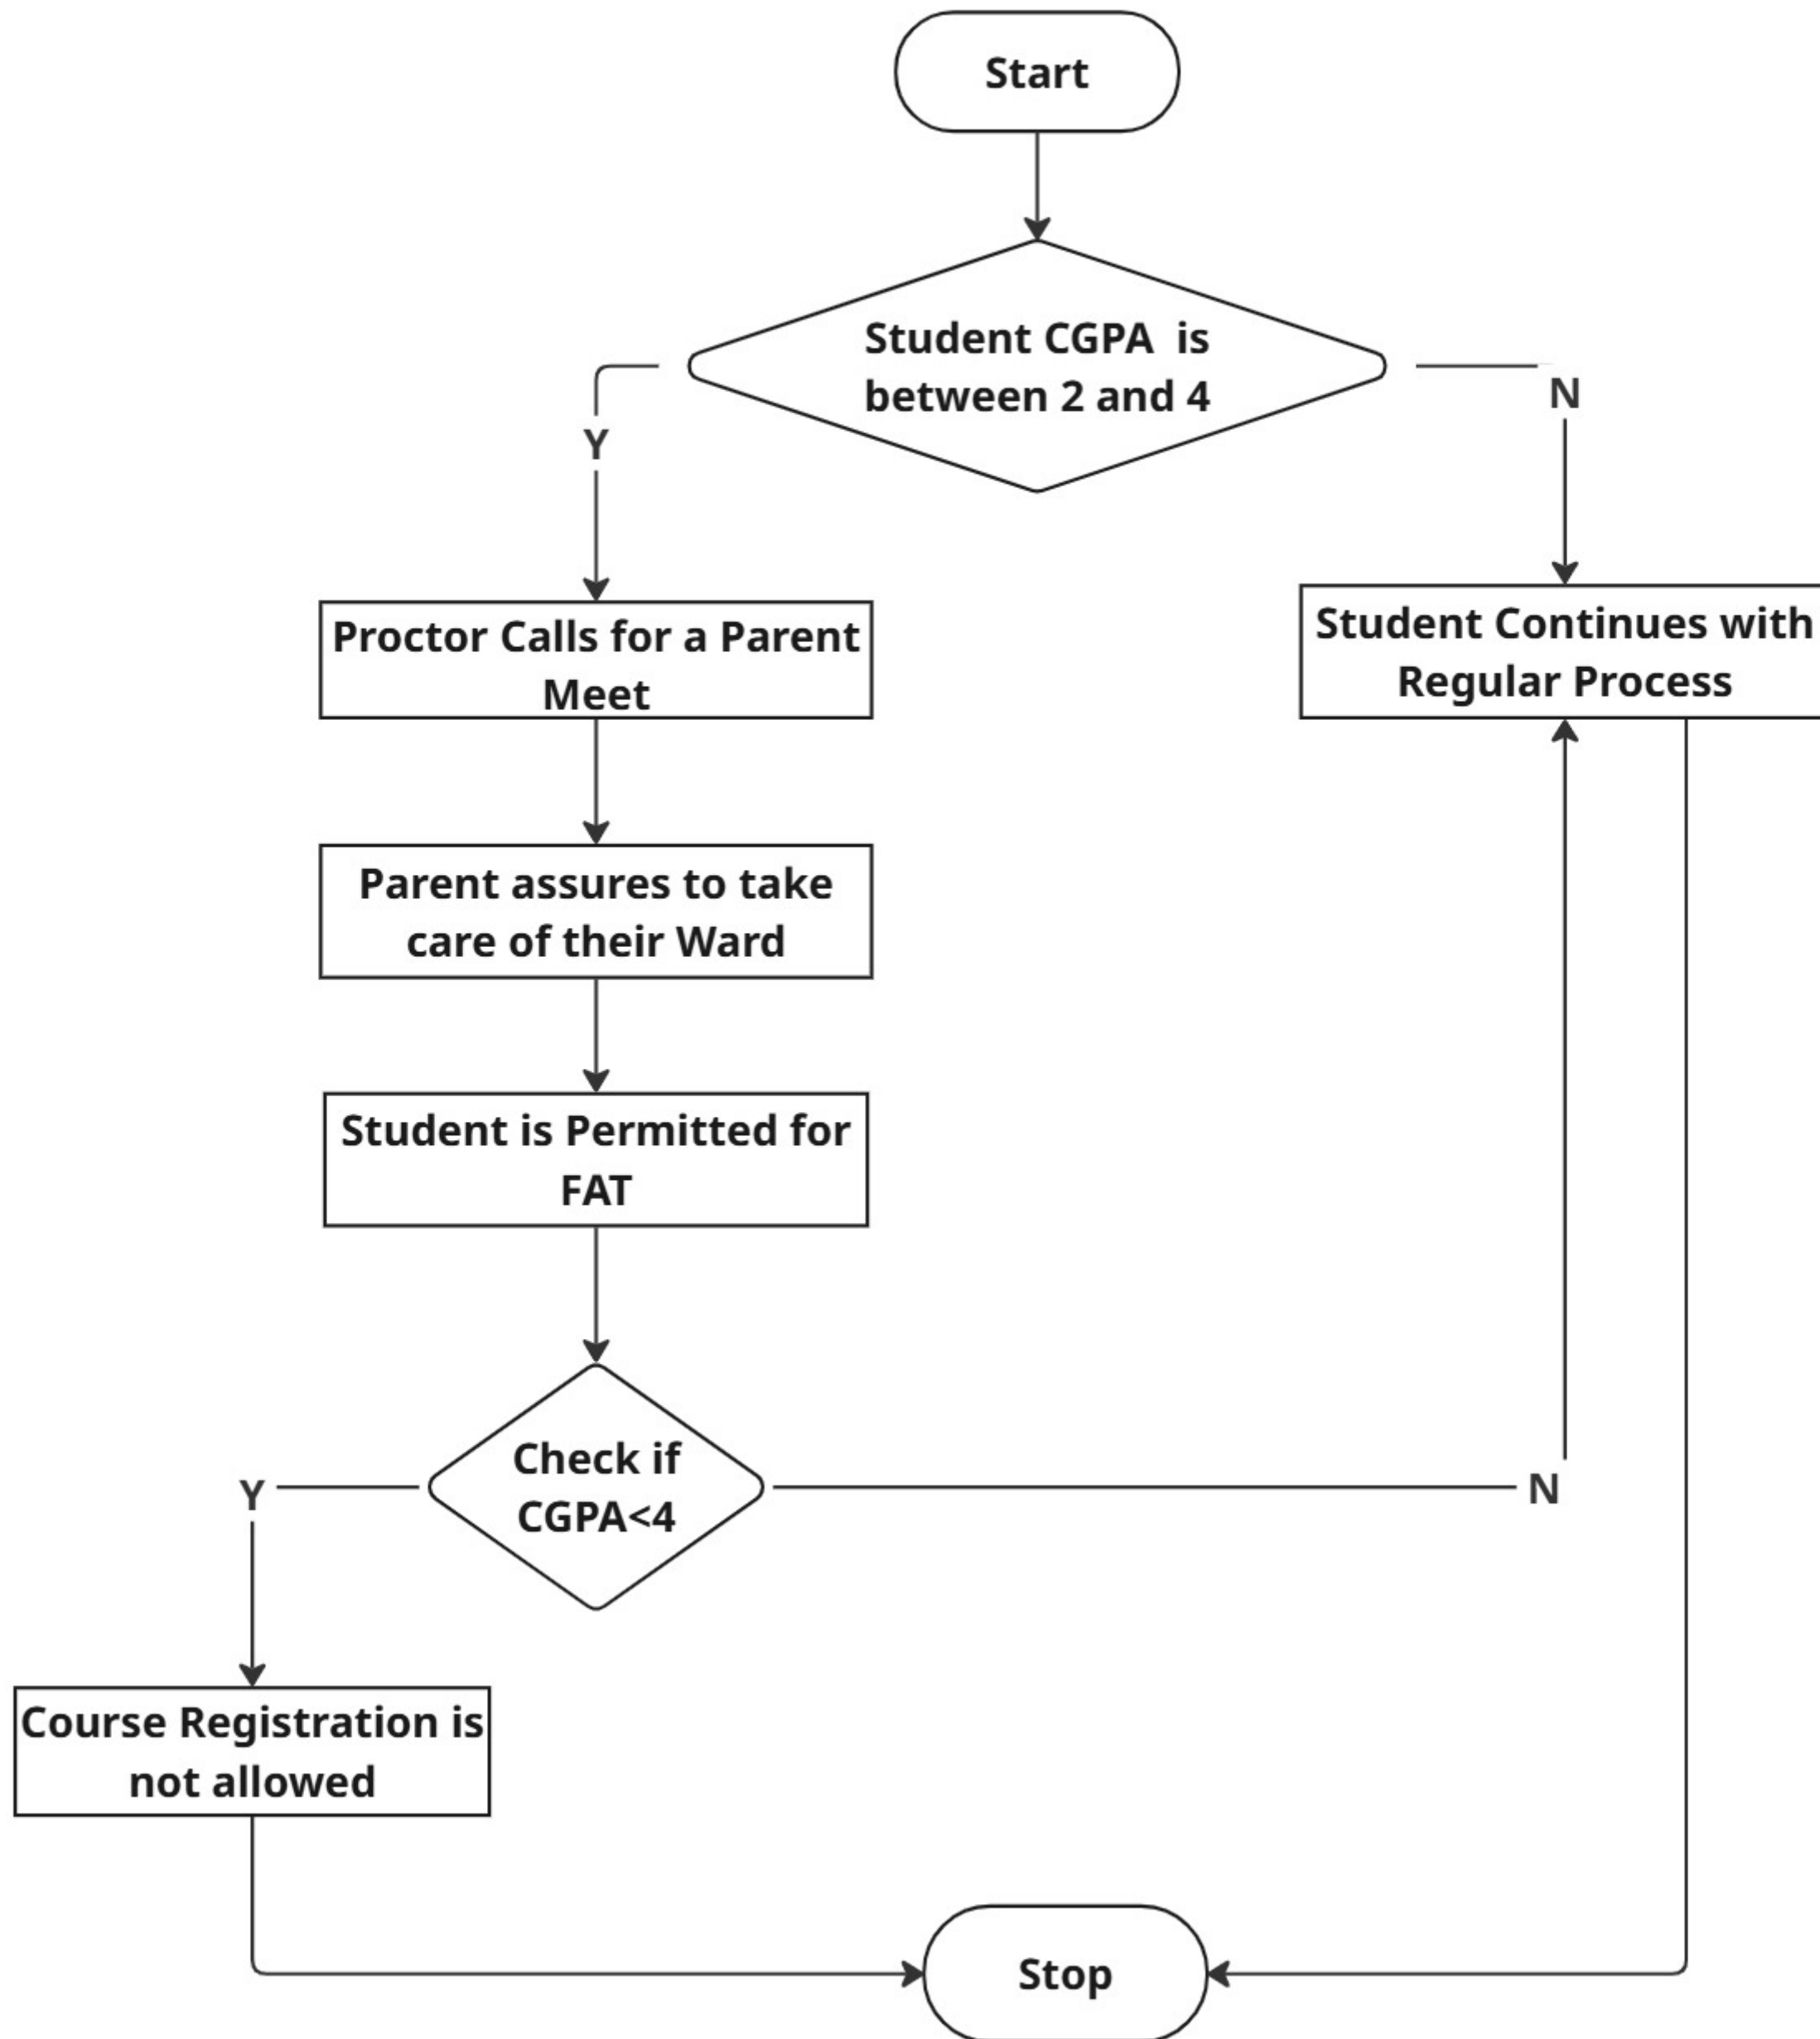 Start
Student CGPA  is
between 2 and 4
Y
N
Proctor Calls for a Parent
Meet
Student Continues with
Regular Process
Parent assures to take
care of their Ward
Student is Permitted for
FAT
Check if
CGPA<4
Y
N
Course Registration is
not allowed
Stop